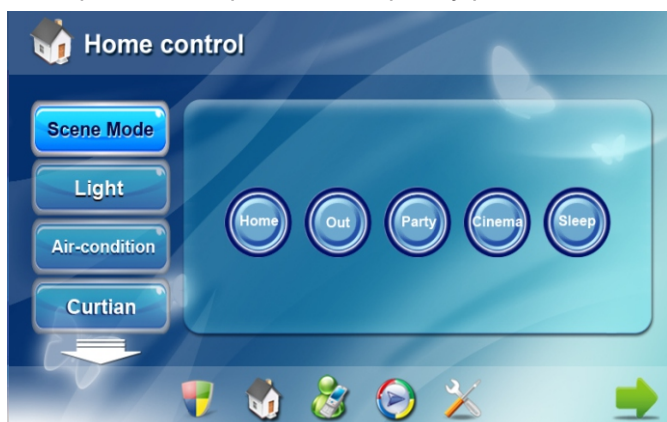 Home control
Scene Mode
Light
Air-condition
Curtian
Home Out Party Cinema Sleep